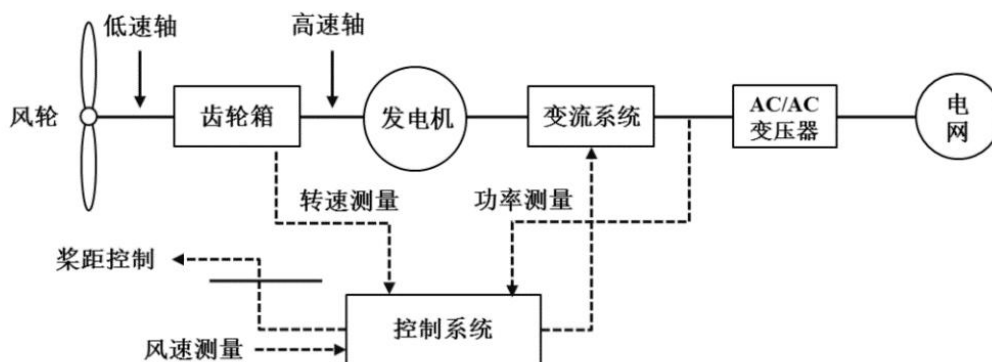 低速轴
高速轴
风轮
齿轮箱
发电机
变流系统
AC/AC
变压器
电
网
转速测量
功率测量
桨距控制
控制系统
风速测量